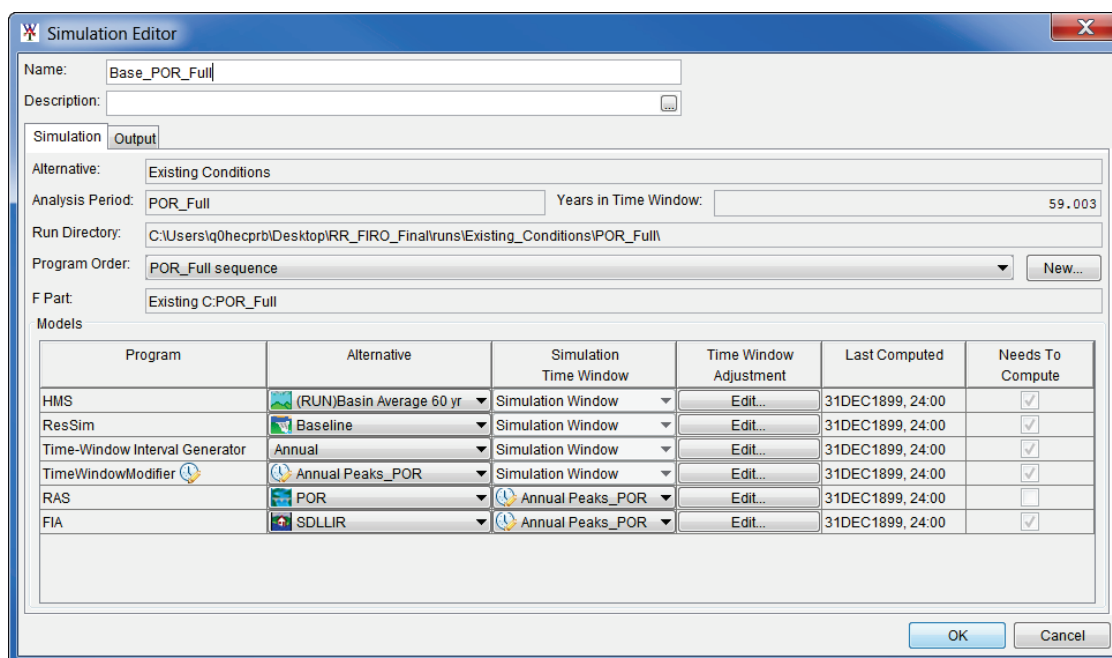 Simulation Editor
Name: Base_POR_Full
Description: ...
Simulation Output
Alternative: Existing Conditions
Analysis Period: POR_Full Years in Time Window: 59.003
Run Directory: C:\Users\q0hecprb\Desktop\RR_FIRO_Final\runs\Existing_Conditions\POR_Full\
Program Order: POR_Full sequence New...
F Part: Existing C:POR_Full
Models
Program Alternative Simulation Time Window Time Window Adjustment Last Computed Needs To Compute
HMS (RUN)Basin Average 60 yr Simulation Window Edit... 31DEC1899, 24:00
ResSim Baseline Simulation Window Edit... 31DEC1899, 24:00
Time-Window Interval Generator Annual Simulation Window Edit... 31DEC1899, 24:00
TimeWindowModifier Annual Peaks_POR Simulation Window Edit... 31DEC1899, 24:00
RAS POR Annual Peaks_POR Edit... 31DEC1899, 24:00
FIA SDLLIR Annual Peaks_POR Edit... 31DEC1899, 24:00
OK Cancel